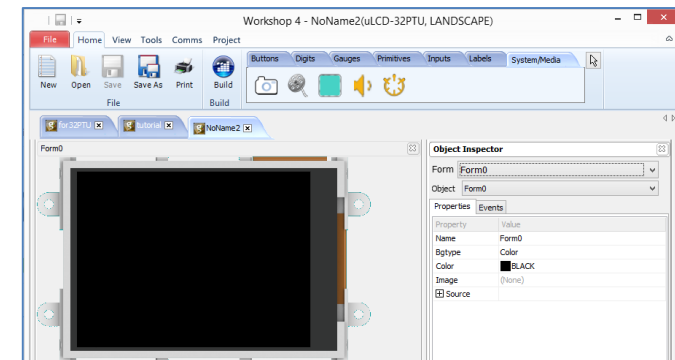 Workshop 4 - NoName2(uLCD-32PTU, LANDSCAPE)
File Home View Tools Comms Project
Buttons Digits Gauges Primitives Inputs Labels System/Media
New Open Save Save As Print Build
File Build
for32PTU tutorial NoName2
Form0
Object Inspector
Form Form0
Object Form0
Properties Events
Property Value
Name Form0
Bgtype Color
Color BLACK
Image (None)
Source